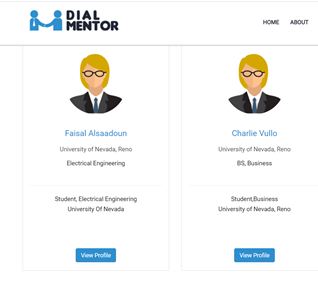 DIAL
MENTOR
HOME ABOUT
Faisal Alsaadoun
University of Nevada, Reno
Electrical Engineering
Student, Electrical Engineering
University Of Nevada
View Profile
Charlie Vullo
University of Nevada, Reno
BS, Business
Student,Business
University of Nevada, Reno
View Profile